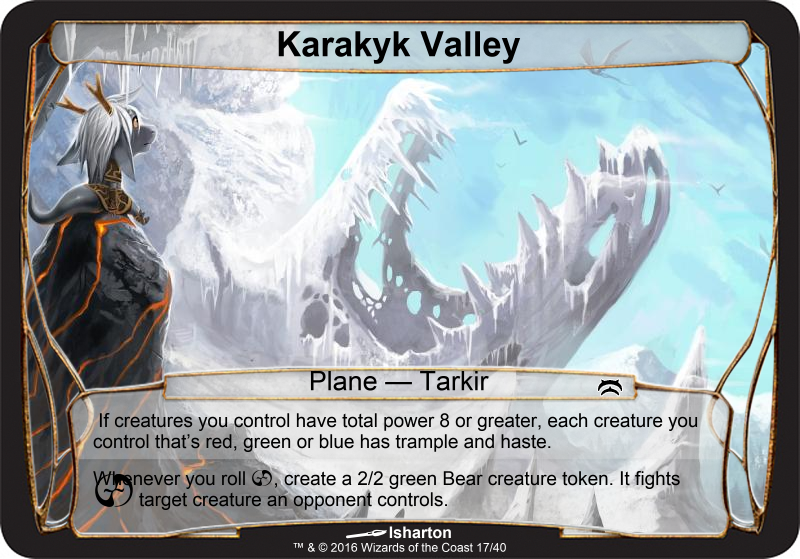 Karakyk Valley
Plane — Tarkir
If creatures you control have total power 8 or greater, each creature you
control that's red, green or blue has trample and haste.
Whenever you roll , create a 2/2 green Bear creature token. It fights
target creature an opponent controls.
Isharton
™ & © 2016 Wizards of the Coast 17/40